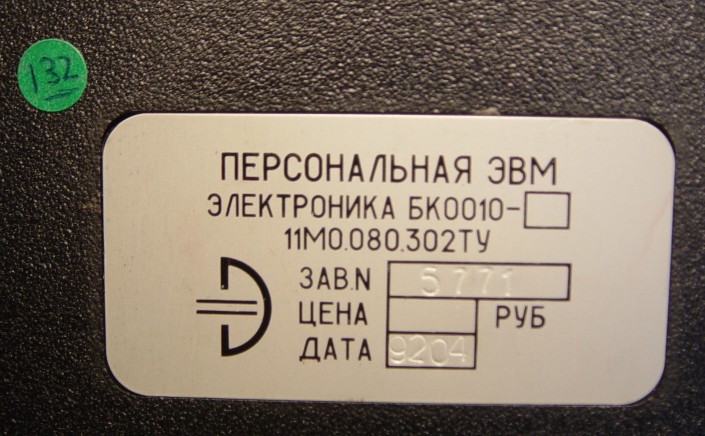 132
ПЕРСОНАЛЬНАЯ ЭВМ
ЭЛЕКТРОНИКА БК0010-
11М0.080.302ТУ
ЗАВ.N 5771
ЦЕНА РУБ
ДАТА 9204